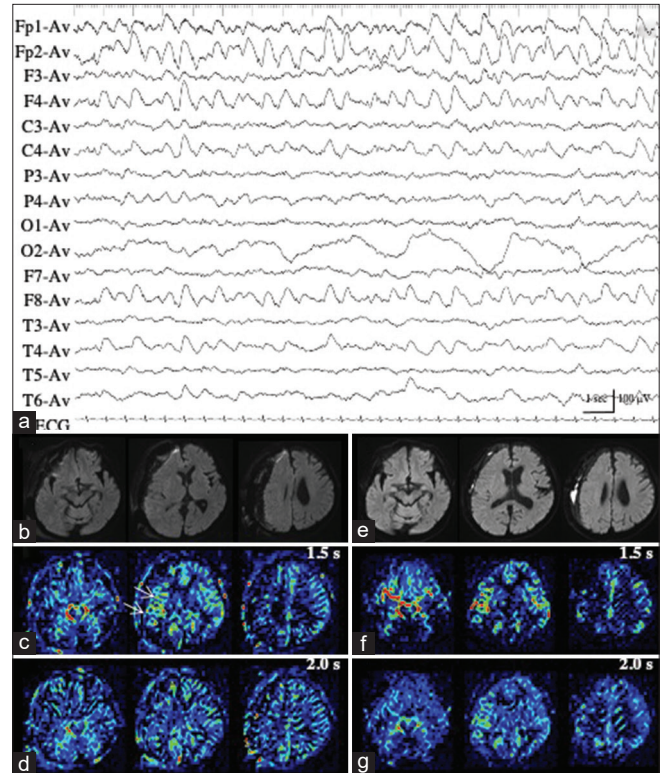 Fp1-Av
Fp2-Av
F3-Av
F4-Av
C3-Av
C4-Av
P3-Av
P4-Av
O1-Av
O2-Av
F7-Av
F8-Av
T3-Av
T4-Av
T5-Av
T6-Av
1 sec 100 μV
a ECG
b e
1.5 s 1.5 s
c f
2.0 s 2.0 s
d g